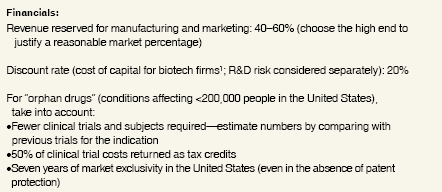 Financials:
Revenue reserved for manufacturing and marketing: 40–60% (choose the high end to
justify a reasonable market percentage)
Discount rate (cost of capital for biotech firms¹; R&D risk considered separately): 20%
For “orphan drugs” (conditions affecting <200,000 people in the United States),
take into account:
•Fewer clinical trials and subjects required—estimate numbers by comparing with
previous trials for the indication
•50% of clinical trial costs returned as tax credits
•Seven years of market exclusivity in the United States (even in the absence of patent
protection)